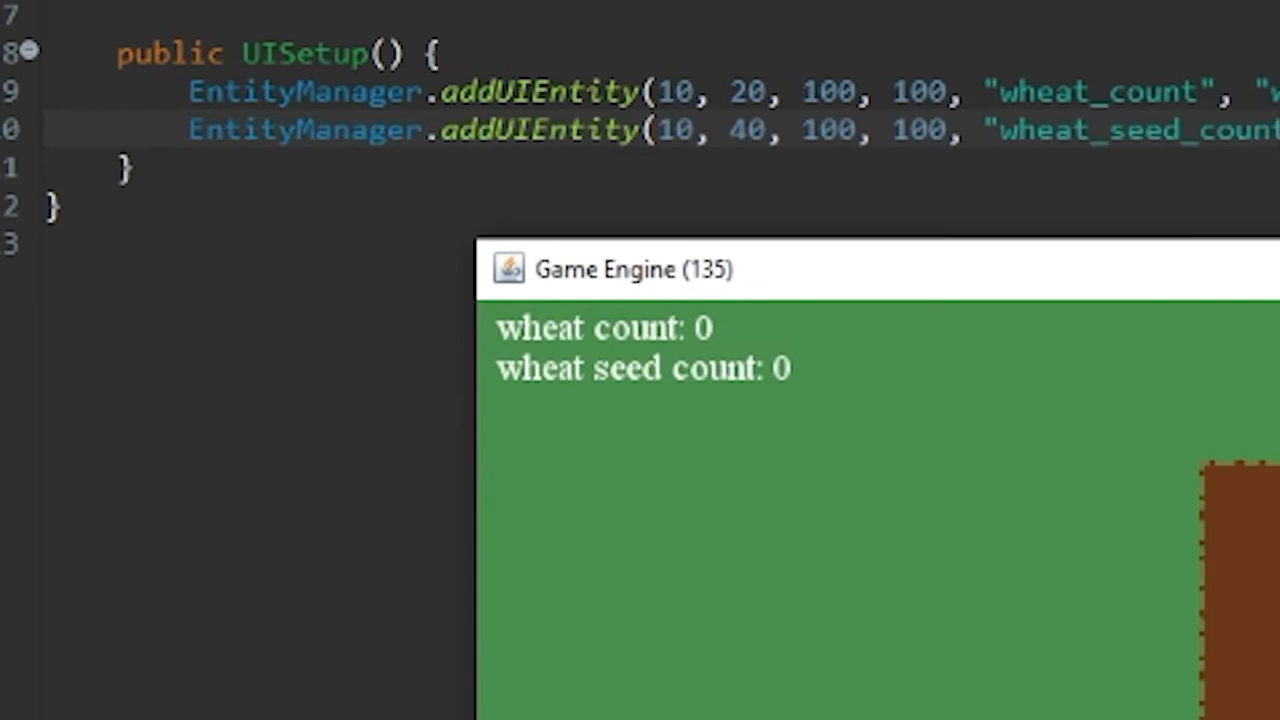 7
8 public UISetup() {
9 EntityManager.addUIEntity(10, 20, 100, 100, "wheat_count", "
0 EntityManager.addUIEntity(10, 40, 100, 100, "wheat_seed_count
1 }
2 }
3
Game Engine (135)
wheat count: 0
wheat seed count: 0